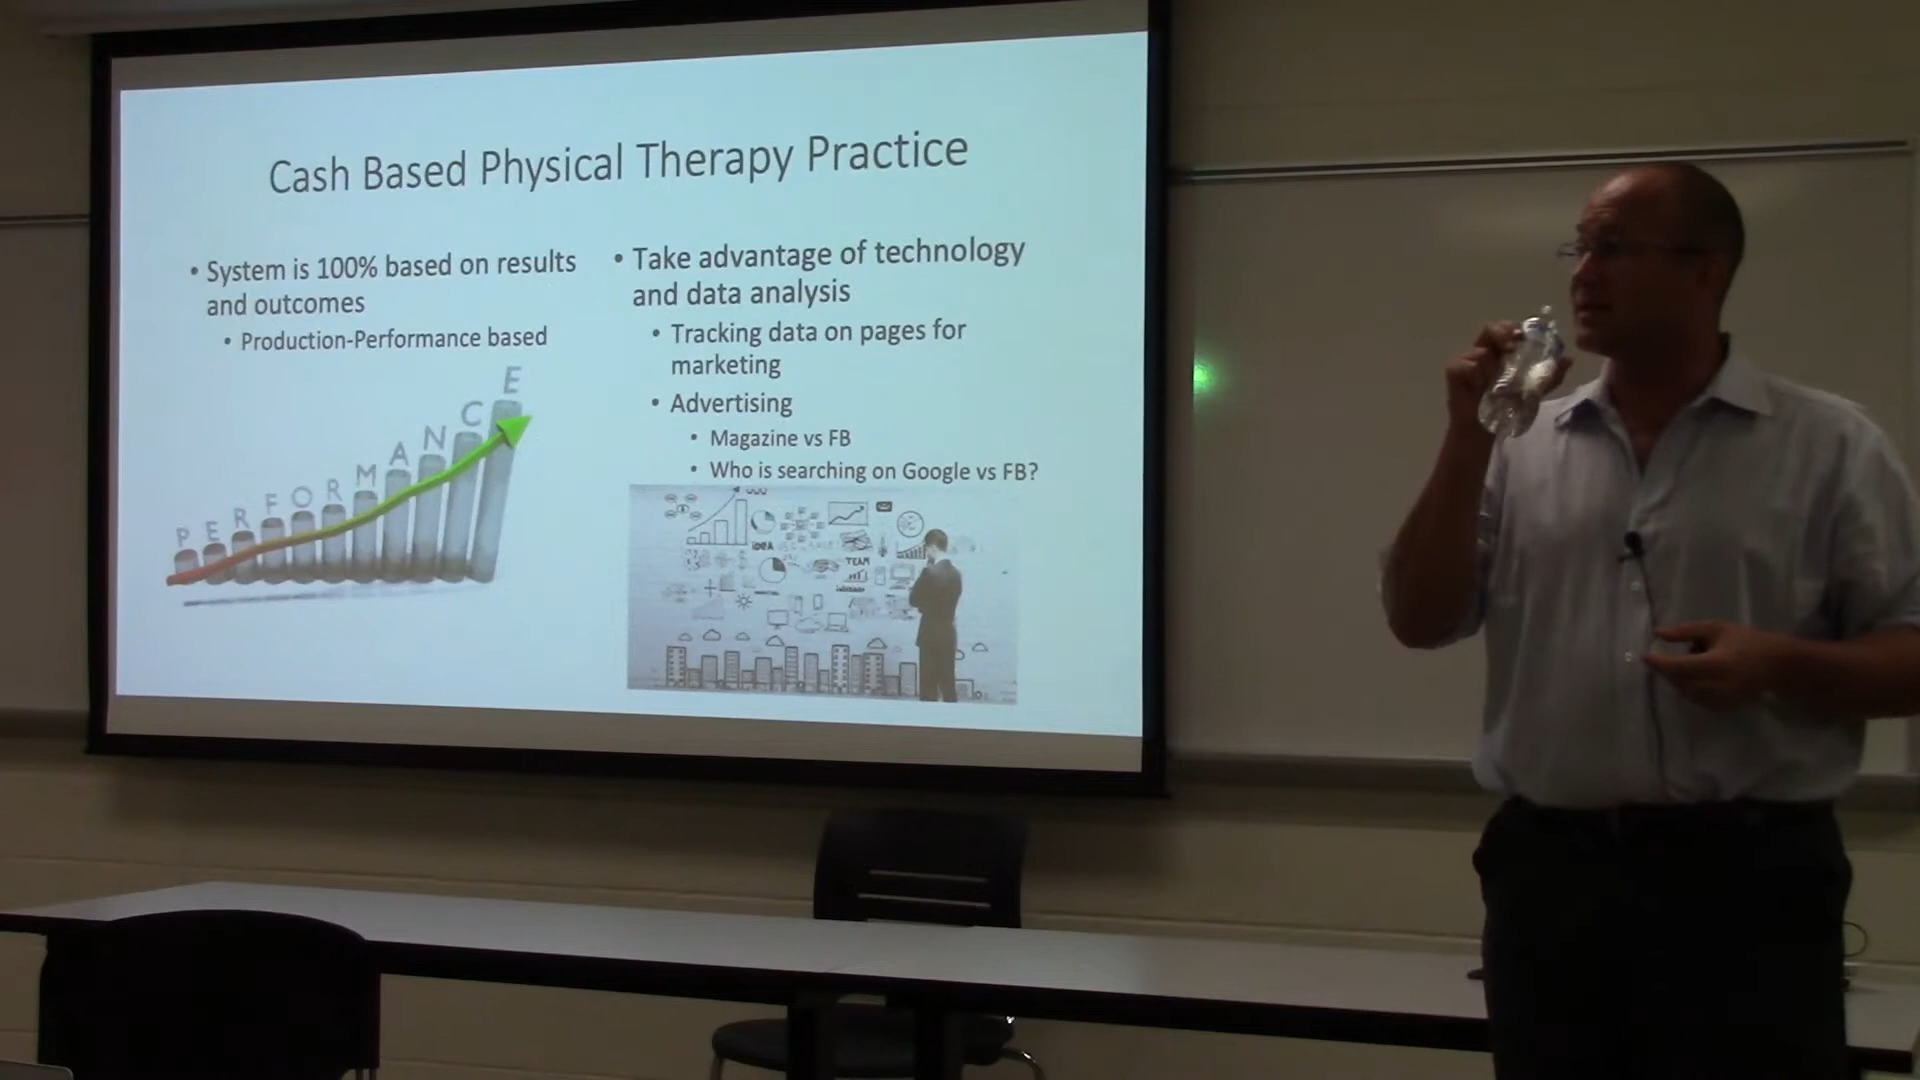 Cash Based Physical Therapy Practice
• System is 100% based on results
and outcomes
• Production-Performance based
PERFORMANCE
• Take advantage of technology
and data analysis
• Tracking data on pages for
marketing
• Advertising
• Magazine vs FB
• Who is searching on Google vs FB?
IDEA
TEAM